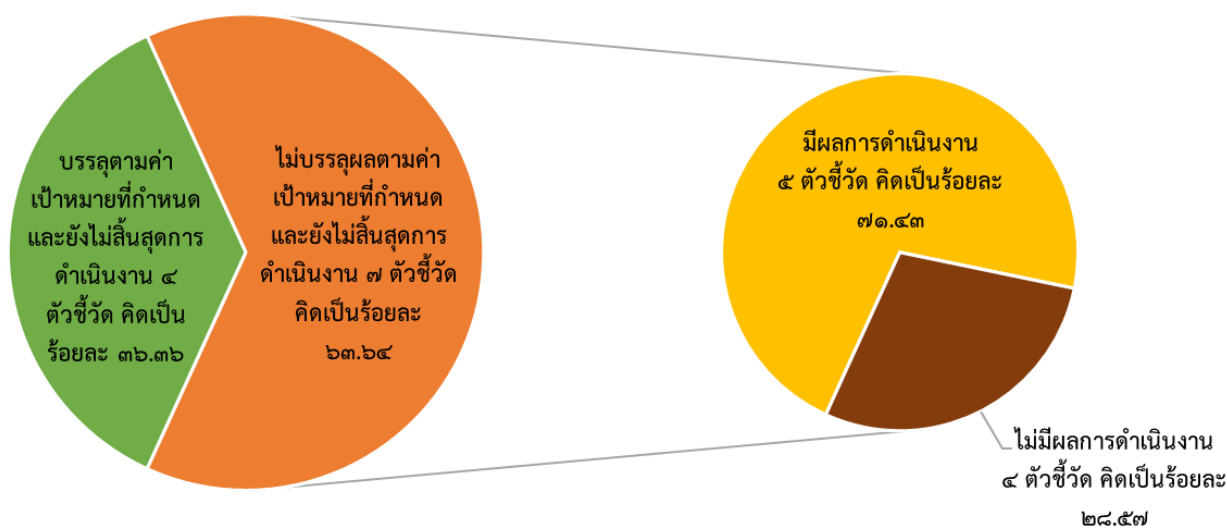 บรรลุตามค่า
เป้าหมายที่กำหนด
และยังไม่สิ้นสุดการ
ดำเนินงาน ๔
ตัวชี้วัด คิดเป็น
ร้อยละ ๓๖.๓๖
ไม่บรรลุผลตามค่า
เป้าหมายที่กำหนด
และยังไม่สิ้นสุดการ
ดำเนินงาน ๗ ตัวชี้วัด
คิดเป็นร้อยละ
๖๓.๖๔
มีผลการดำเนินงาน
๕ ตัวชี้วัด คิดเป็นร้อยละ
๗๑.๔๓
ไม่มีผลการดำเนินงาน
๔ ตัวชี้วัด คิดเป็นร้อยละ
๒๘.๕๗